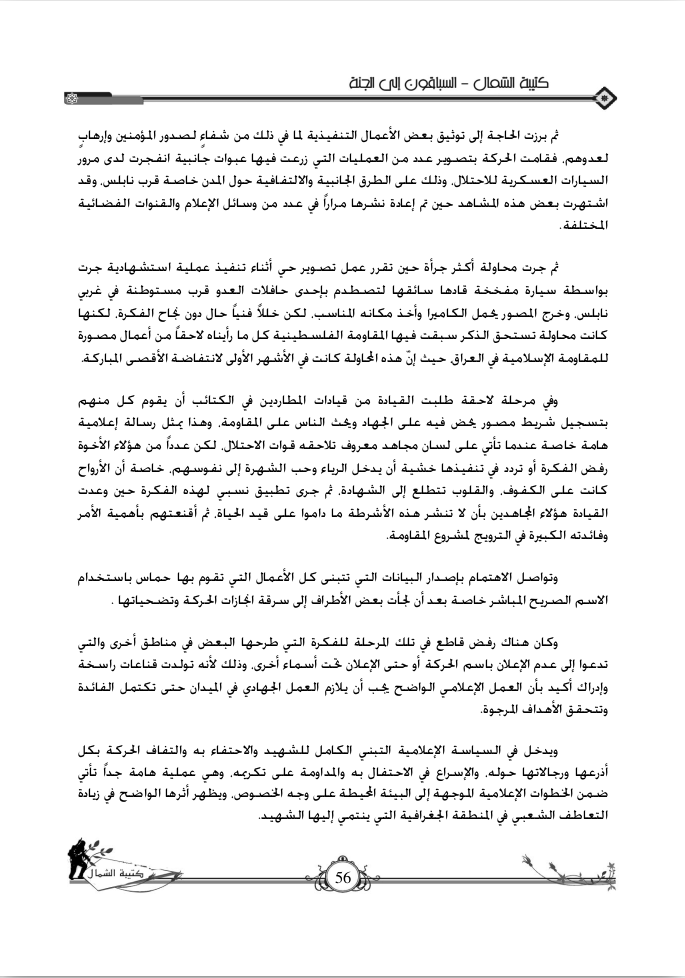 كتيبة الشمال - السباقون إلى الجنة
ثم برزت الحاجة إلى توثيق بعض الأعمال التنفيذية لما في ذلك من شفاءٍ لصدور المؤمنين وإرهابٍ
لعدوهم، فقامت الحركة بتصوير عدد من العمليات التي زرعت فيها عبوات جانبية انفجرت لدى مرور
السيارات العسكرية للاحتلال، وذلك على الطرق الجانبية والالتفافية حول المدن خاصة قرب نابلس، وقد
اشتهرت بعض هذه المشاهد حين تم إعادة نشرها مراراً في عدد من وسائل الإعلام والقنوات الفضائية
المختلفة.
ثم جرت محاولة أكثر جرأة حين تقرر عمل تصوير حي أثناء تنفيذ عملية استشهادية جرت
بواسطة سيارة مفخخة قادها سائقها لتصطدم بإحدى حافلات العدو قرب مستوطنة في غربي
نابلس، وخرج المصور يحمل الكاميرا وأخذ مكانه المناسب، لكن خللاً فنياً حال دون نجاح الفكرة، لكنها
كانت محاولة تستحق الذكر سبقت فيها المقاومة الفلسطينية كل ما رأيناه لاحقاً من أعمال مصورة
للمقاومة الإسلامية في العراق، حيث إنّ هذه المحاولة كانت في الأشهر الأولى لانتفاضة الأقصى المباركة.
وفي مرحلة لاحقة طلبت القيادة من قيادات المطاردين في الكتائب أن يقوم كل منهم
بتسجيل شريط مصور يحض فيه على الجهاد ويحث الناس على المقاومة، وهذا يمثل رسالة إعلامية
هامة خاصة عندما تأتي على لسان مجاهد معروف تلاحقه قوات الاحتلال، لكن عدداً من هؤلاء الأخوة
رفض الفكرة أو تردد في تنفيذها خشية أن يدخل الرياء وحب الشهرة إلى نفوسهم، خاصة أن الأرواح
كانت على الكفوف، والقلوب تتطلع إلى الشهادة، ثم جرى تطبيق نسبي لهذه الفكرة حين وعدت
القيادة هؤلاء المجاهدين بأن لا تنشر هذه الأشرطة ما داموا على قيد الحياة، ثم أقنعتهم بأهمية الأمر
وفائدته الكبيرة في الترويج لمشروع المقاومة.
وتواصل الاهتمام بإصدار البيانات التي تتبنى كل الأعمال التي تقوم بها حماس باستخدام
الاسم الصريح المباشر خاصة بعد أن لجأت بعض الأطراف إلى سرقة انجازات الحركة وتضحياتها .
وكان هناك رفض قاطع في تلك المرحلة للفكرة التي طرحها البعض في مناطق أخرى والتي
تدعوا إلى عدم الإعلان باسم الحركة أو حتى الإعلان تحت أسماء أخرى، وذلك لأنه تولدت قناعات راسخة
وإدراك أكيد بأن العمل الإعلامي الواضح يجب أن يلازم العمل الجهادي في الميدان حتى تكتمل الفائدة
وتتحقق الأهداف المرجوة.
ويدخل في السياسة الإعلامية التبني الكامل للشهيد والاحتفاء به والتفاف الحركة بكل
أذرعها ورجالاتها حوله، والإسراع في الاحتفال به والمداومة على تكريمه، وهي عملية هامة جداً تأتي
ضمن الخطوات الإعلامية الموجهة إلى البيئة المحيطة على وجه الخصوص، ويظهر أثرها الواضح في زيادة
التعاطف الشعبي في المنطقة الجغرافية التي ينتمي إليها الشهيد.
كتيبة الشمال
56